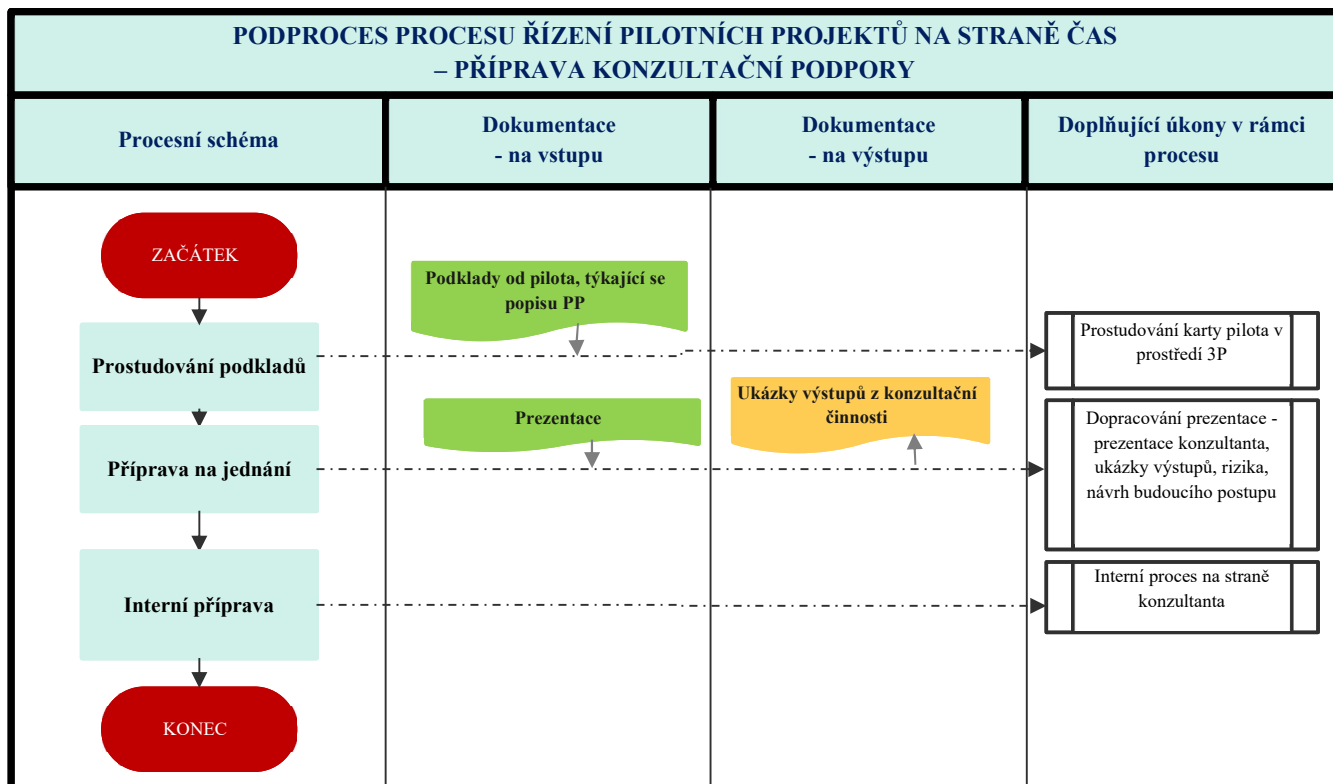 PODPROCES PROCESU ŘÍZENÍ PILOTNÍCH PROJEKTŮ NA STRANĚ ČAS
– PŘÍPRAVA KONZULTAČNÍ PODPORY
Procesní schéma
Dokumentace
- na vstupu
Dokumentace
- na výstupu
Doplňující úkony v rámci
procesu
ZAČÁTEK
Podklady od pilota, týkající se
popisu PP
Prostudování podkladů
Prostudování karty pilota v
prostředí 3P
Prezentace
Ukázky výstupů z konzultační
činnosti
Příprava na jednání
Dopracování prezentace -
prezentace konzultanta,
ukázky výstupů, rizika,
návrh budoucího postupu
Interní příprava
Interní proces na straně
konzultanta
KONEC